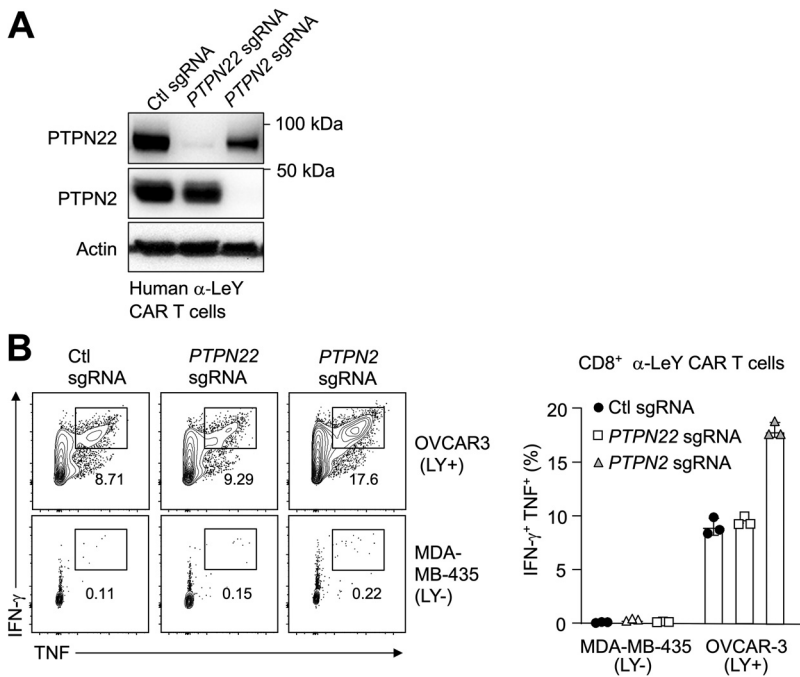 A
Ctl sgRNA
PTPN22 sgRNA
PTPN2 sgRNA
PTPN22
100 kDa
50 kDa
PTPN2
Actin
Human α-LeY
CAR T cells
B
Ctl
sgRNA
PTPN22
sgRNA
PTPN2
sgRNA
8.71
9.29
17.6
OVCAR3
(LY+)
0.11
0.15
0.22
MDA-
MB-435
(LY-)
IFN-γ
TNF
CD8⁺ α-LeY CAR T cells
Ctl sgRNA
PTPN22 sgRNA
PTPN2 sgRNA
IFN-γ⁺ TNF⁺ (%)
20
15
10
5
0
MDA-MB-435
(LY-)
OVCAR-3
(LY+)